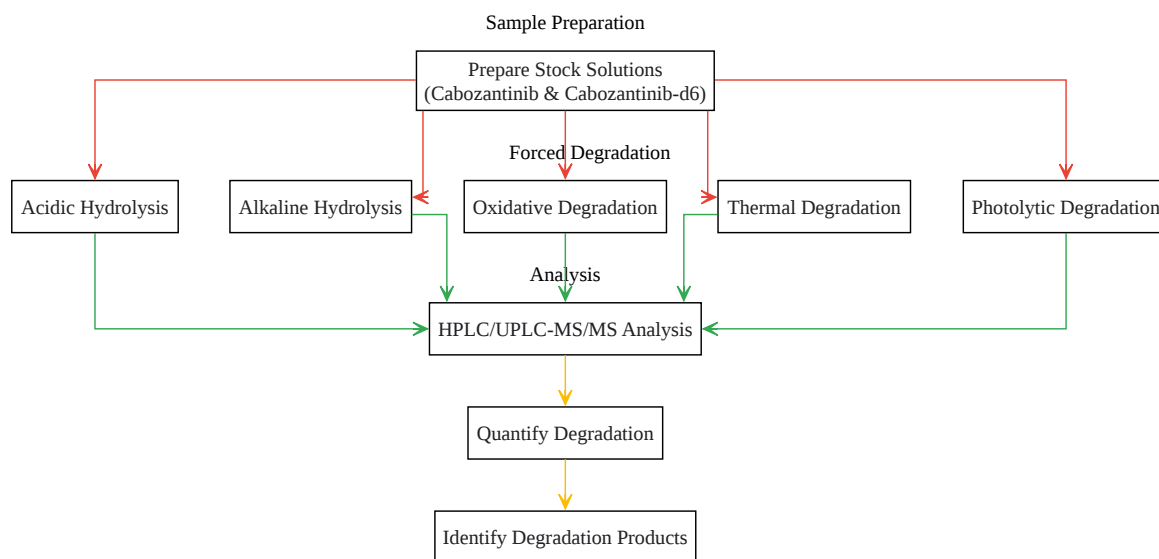 Sample Preparation
Prepare Stock Solutions
(Cabozantinib & Cabozantinib-d6)
Forced Degradation
Acidic Hydrolysis
Alkaline Hydrolysis
Oxidative Degradation
Thermal Degradation
Photolytic Degradation
Analysis
HPLC/UPLC-MS/MS Analysis
Quantify Degradation
Identify Degradation Products